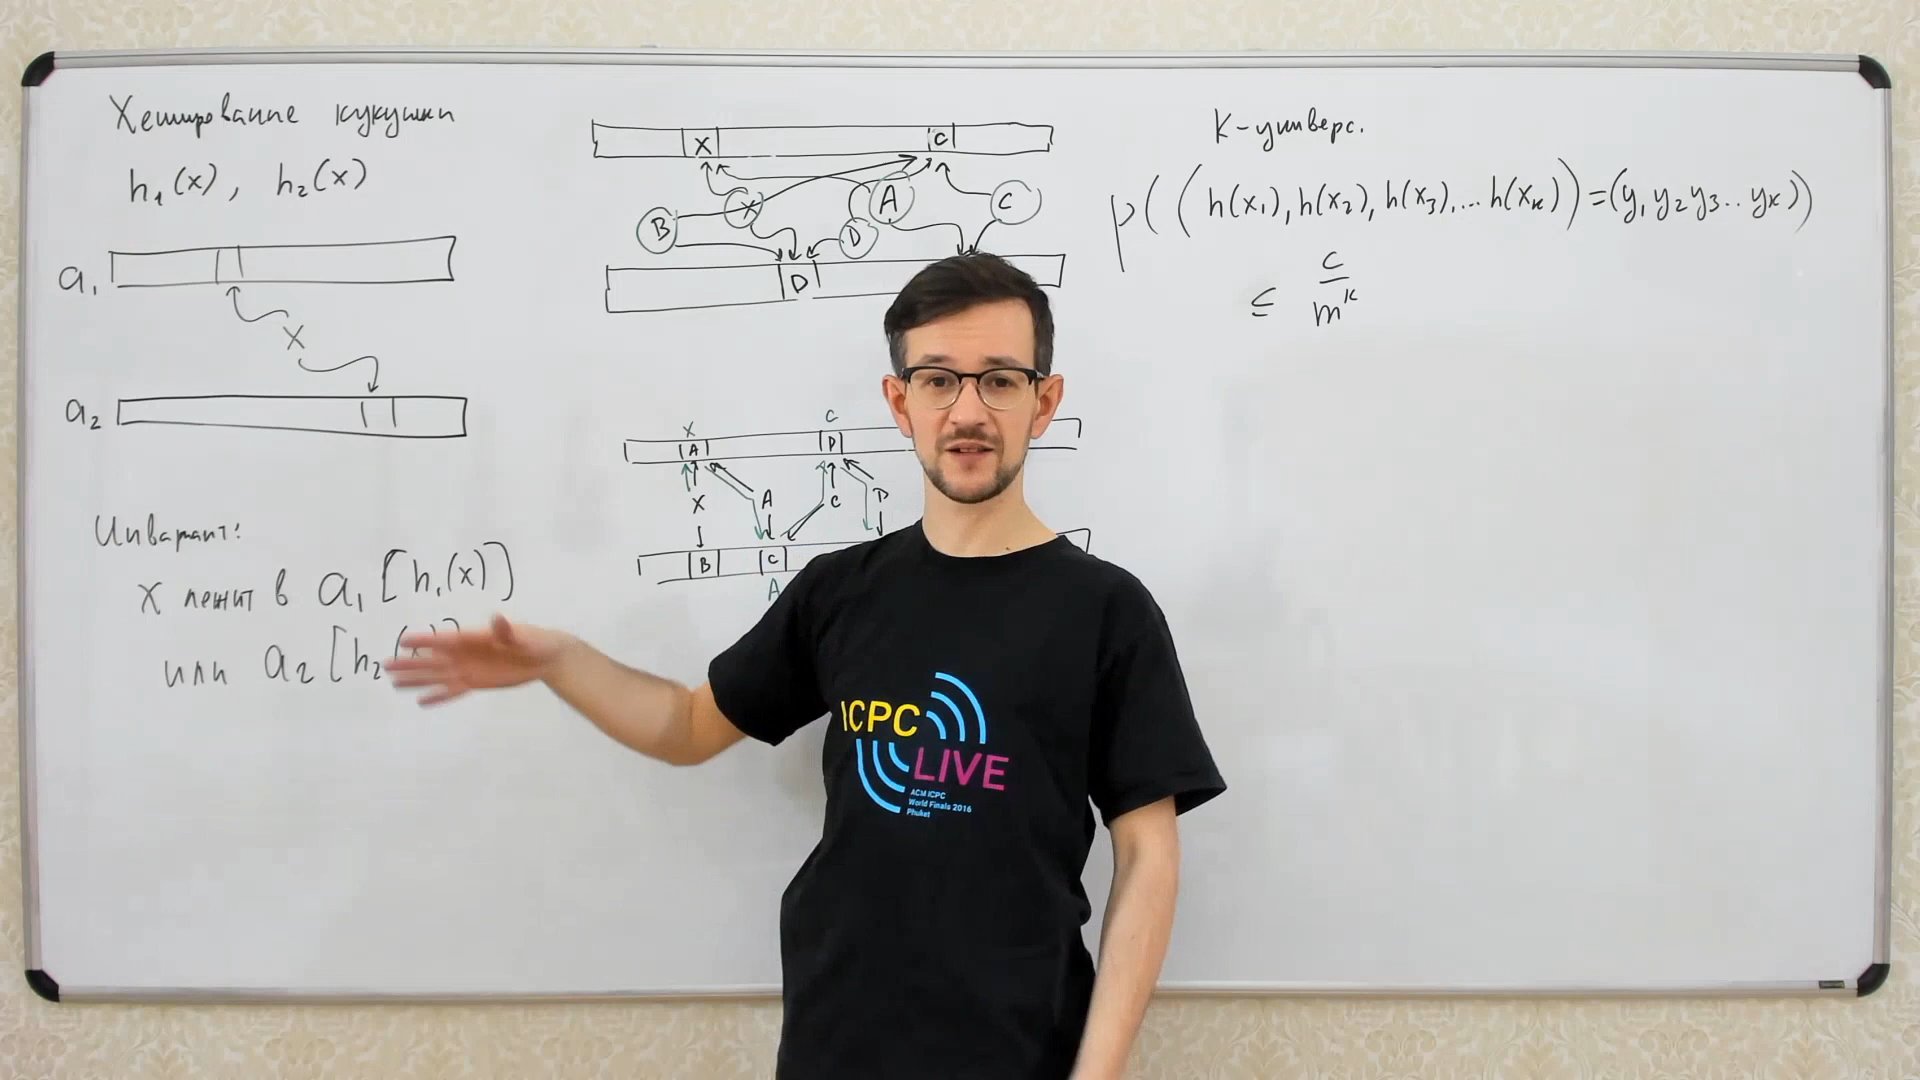 Хеширование кукушки
h₁(x), h₂(x)
a₁
x
a₂
Инвариант:
x лежит в a₁[h₁(x)]
или a₂[h₂(x)]
X C
B X D A C
D
X C
A D
X A C D
B C
A
K-универс.
p((h(x₁), h(x₂), h(x₃), ... h(xₖ)) = (y₁ y₂ y₃ .. yₖ))
≤ c/mᵏ
ICPC
LIVE
ACM ICPC
World Finals 2016
Phuket